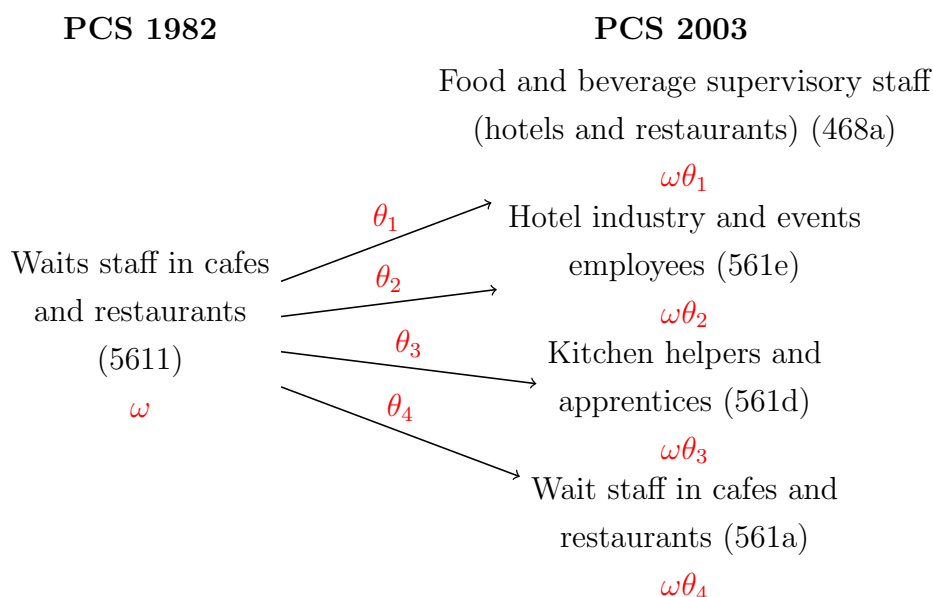 PCS 1982
PCS 2003
Food and beverage supervisory staff
(hotels and restaurants) (468a)
ωθ₁
θ₁
Hotel industry and events
employees (561e)
ωθ₂
θ₂
Waits staff in cafes
and restaurants
(5611)
ω
θ₃
Kitchen helpers and
apprentices (561d)
ωθ₃
θ₄
Wait staff in cafes and
restaurants (561a)
ωθ₄